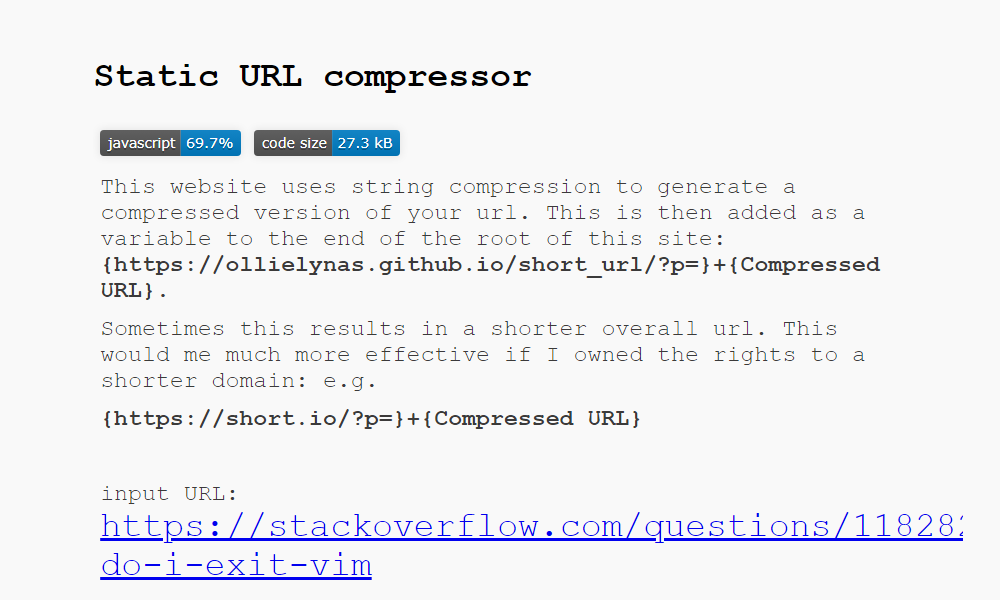 Static URL compressor
javascript 69.7% code size 27.3 kB
This website uses string compression to generate a
compressed version of your url. This is then added as a
variable to the end of the root of this site:
{https://ollielynas.github.io/short_url/?p=}+{Compressed
URL}.
Sometimes this results in a shorter overall url. This
would me much more effective if I owned the rights to a
shorter domain: e.g.
{https://short.io/?p=}+{Compressed URL}
input URL:
https://stackoverflow.com/questions/118282
do-i-exit-vim